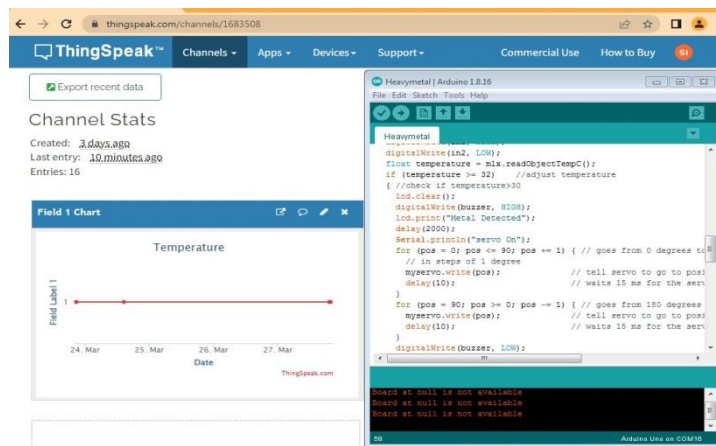 thingspeak.com/channels/1683508
ThingSpeak™ Channels Apps Devices Support Commercial Use How to Buy SI
Export recent data
Channel Stats
Created: 3 days ago
Last entry: 10 minutes ago
Entries: 16
Field 1 Chart
Temperature
Field Label 1
1
24. Mar 25. Mar 26. Mar 27. Mar
Date
ThingSpeak.com
Heavymetal | Arduino 1.8.16
File Edit Sketch Tools Help
Heavymetal
digitalWrite(in2, LOW);
float temperature = mlx.readObjectTempC();
if (temperature >= 32) //adjust temperature
{ //check if temperature>30
lcd.clear();
digitalWrite(buzzer, HIGH);
lcd.print("Metal Detected");
delay(2000);
Serial.println("servo On");
for (pos = 0; pos <= 90; pos += 1) { // goes from 0 degrees to
// in steps of 1 degree
myservo.write(pos); // tell servo to go to posi
delay(10); // waits 15 ms for the serv
}
for (pos = 90; pos >= 0; pos -= 1) { // goes from 180 degrees
myservo.write(pos); // tell servo to go to posi
delay(10); // waits 15 ms for the serv
}
digitalWrite(buzzer, LOW);
Board at null is not available
Board at null is not available
Board at null is not available
58 Arduino Uno on COM16